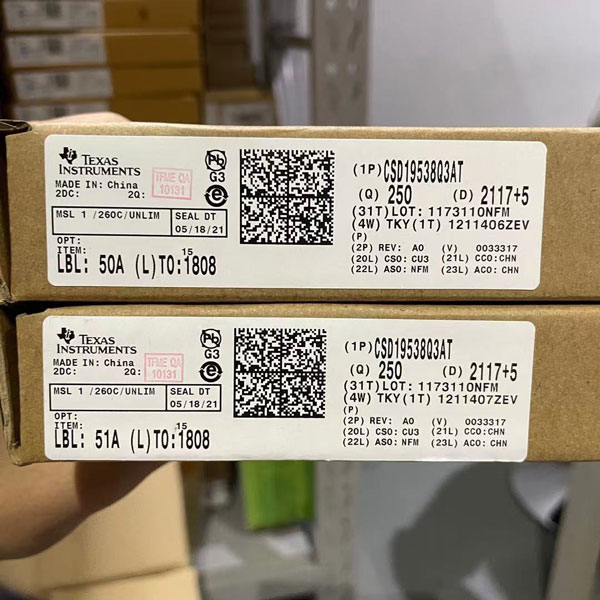 TEXAS
INSTRUMENTS
MADE IN: China
2DC: 2Q:
TFME QA
10131
Pb
G3
e
MSL 1 /260C/UNLIM
SEAL DT
05/18/21
OPT:
ITEM: 15
LBL: 50A (L)TO:1808
(1P)CSD19538Q3AT
(Q) 250 (D) 2117+5
(31T)LOT: 1173110NFM
(4W) TKY(1T) 1211406ZEV
(P)
(2P) REV: A0 (V) 0033317
(20L) CSO: CU3 (21L) CCO:CHN
(22L) ASO: NFM (23L) ACO: CHN
TEXAS
INSTRUMENTS
MADE IN: China
2DC: 2Q:
TFME QA
10131
Pb
G3
e
MSL 1 /260C/UNLIM
SEAL DT
05/18/21
OPT:
ITEM: 15
LBL: 51A (L)TO:1808
(1P)CSD19538Q3AT
(Q) 250 (D) 2117+5
(31T)LOT: 1173110NFM
(4W) TKY(1T) 1211407ZEV
(P)
(2P) REV: A0 (V) 0033317
(20L) CSO: CU3 (21L) CCO:CHN
(22L) ASO: NFM (23L) ACO: CHN